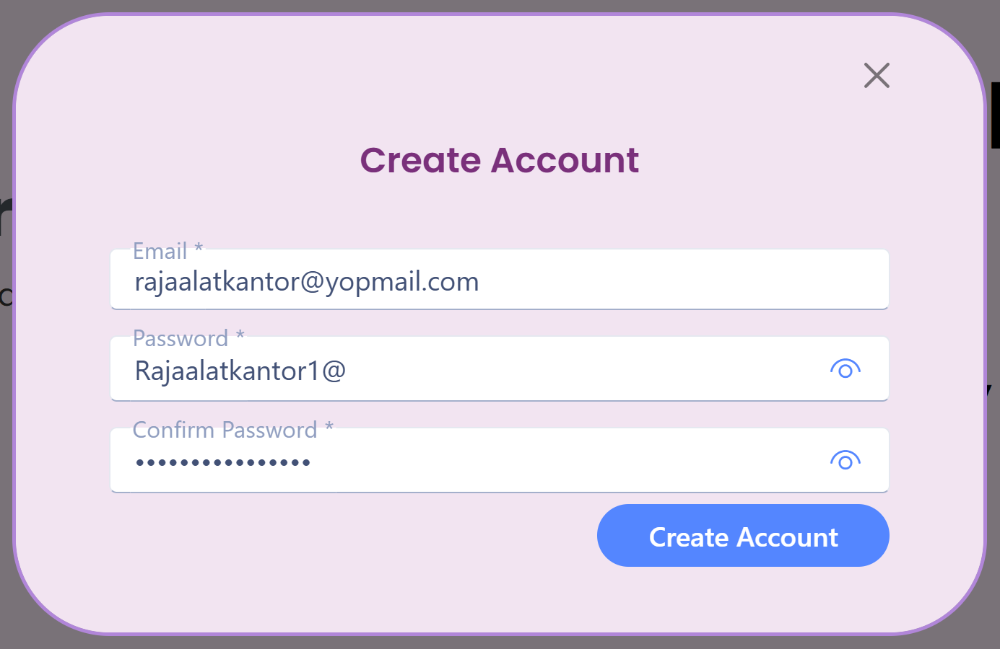 Create Account
Email *
rajaalatkantor@yopmail.com
Password *
Rajaalatkantor1@
Confirm Password *
••••••••••••••••
Create Account